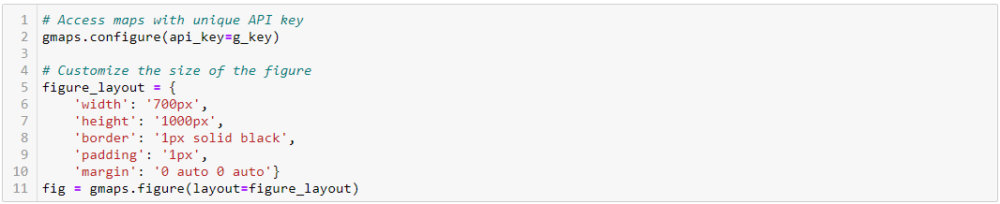 1 # Access maps with unique API key
2 gmaps.configure(api_key=g_key)
3
4 # Customize the size of the figure
5 figure_layout = {
6     'width': '700px',
7     'height': '1000px',
8     'border': '1px solid black',
9     'padding': '1px',
10     'margin': '0 auto 0 auto'}
11 fig = gmaps.figure(layout=figure_layout)